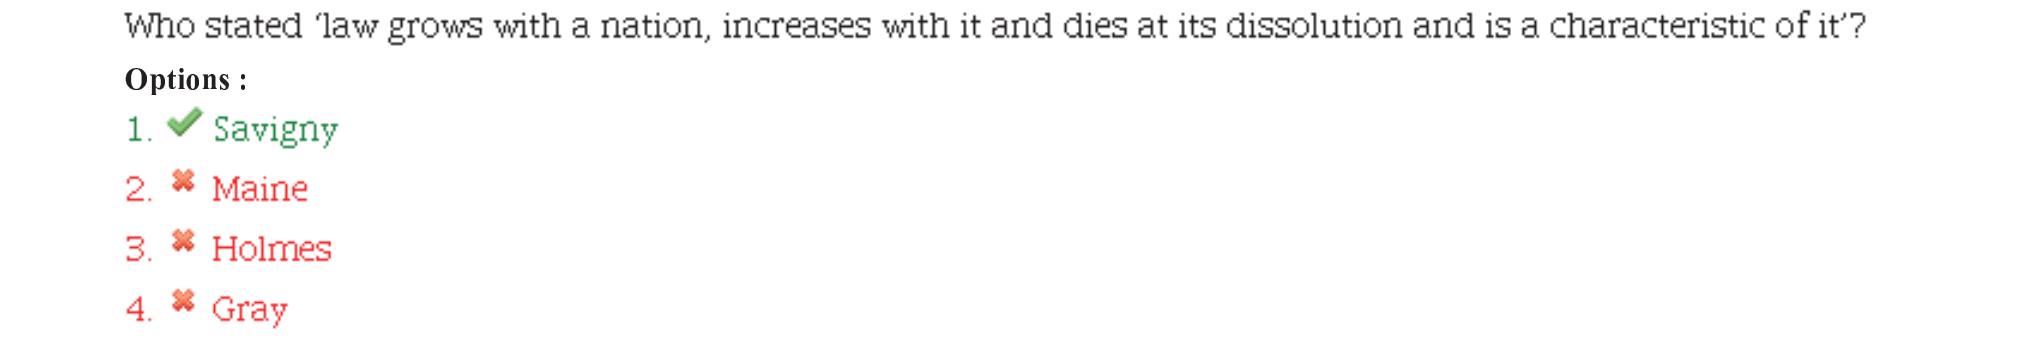 Who stated ‘law grows with a nation, increases with it and dies at its dissolution and is a characteristic of it’?
Options :
1. Savigny
2. Maine
3. Holmes
4. Gray